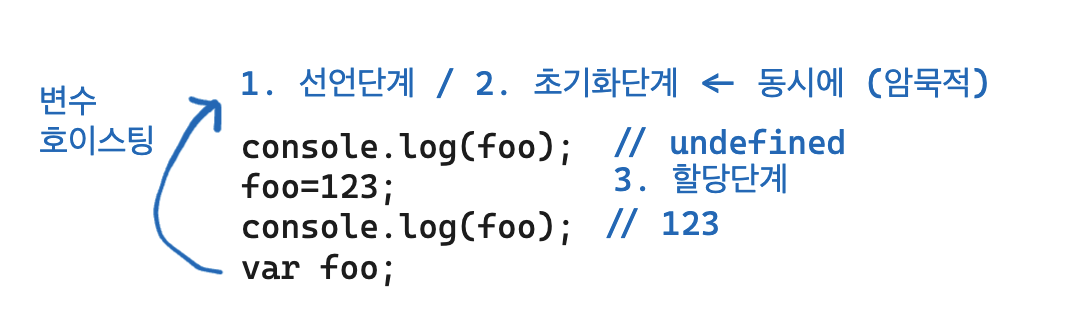 1. 선언단계 / 2. 초기화단계 ← 동시에 (암묵적)
변수
호이스팅
console.log(foo); // undefined
foo=123; 3. 할당단계
console.log(foo); // 123
var foo;